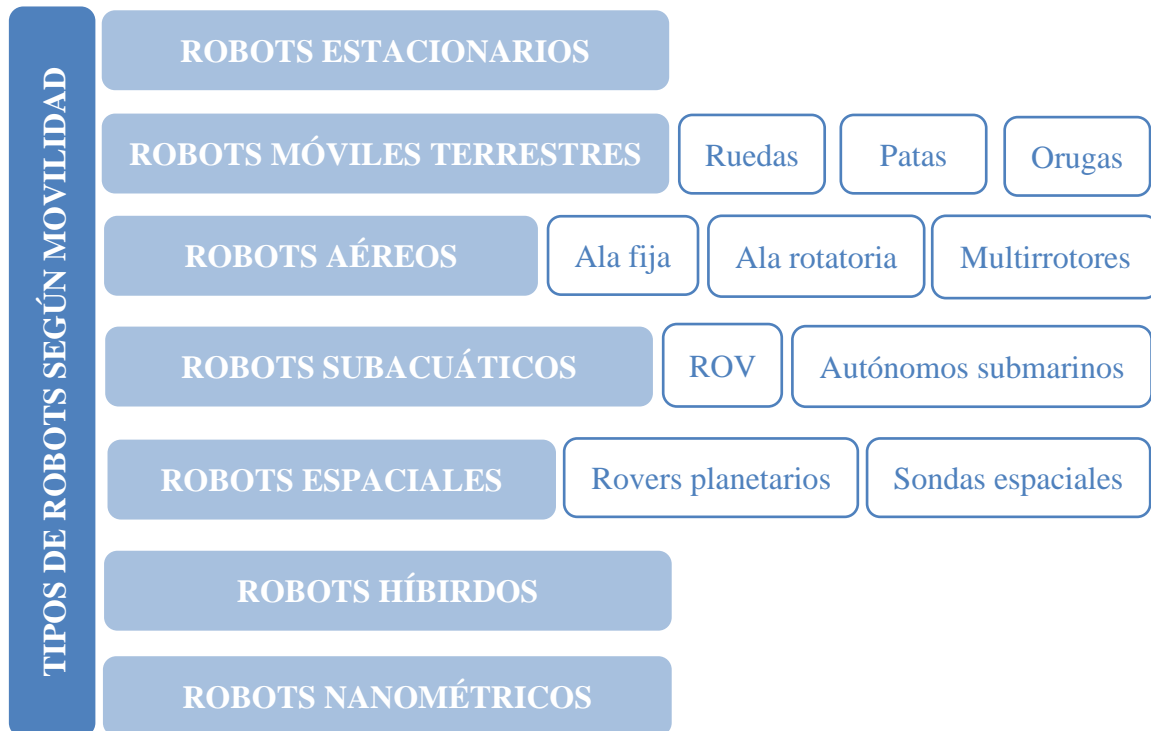 TIPOS DE ROBOTS SEGÚN MOVILIDAD
ROBOTS ESTACIONARIOS
ROBOTS MÓVILES TERRESTRES
Ruedas
Patas
Orugas
ROBOTS AÉREOS
Ala fija
Ala rotatoria
Multirrotores
ROBOTS SUBACUÁTICOS
ROV
Autónomos submarinos
ROBOTS ESPACIALES
Rovers planetarios
Sondas espaciales
ROBOTS HÍBIRDOS
ROBOTS NANOMÉTRICOS